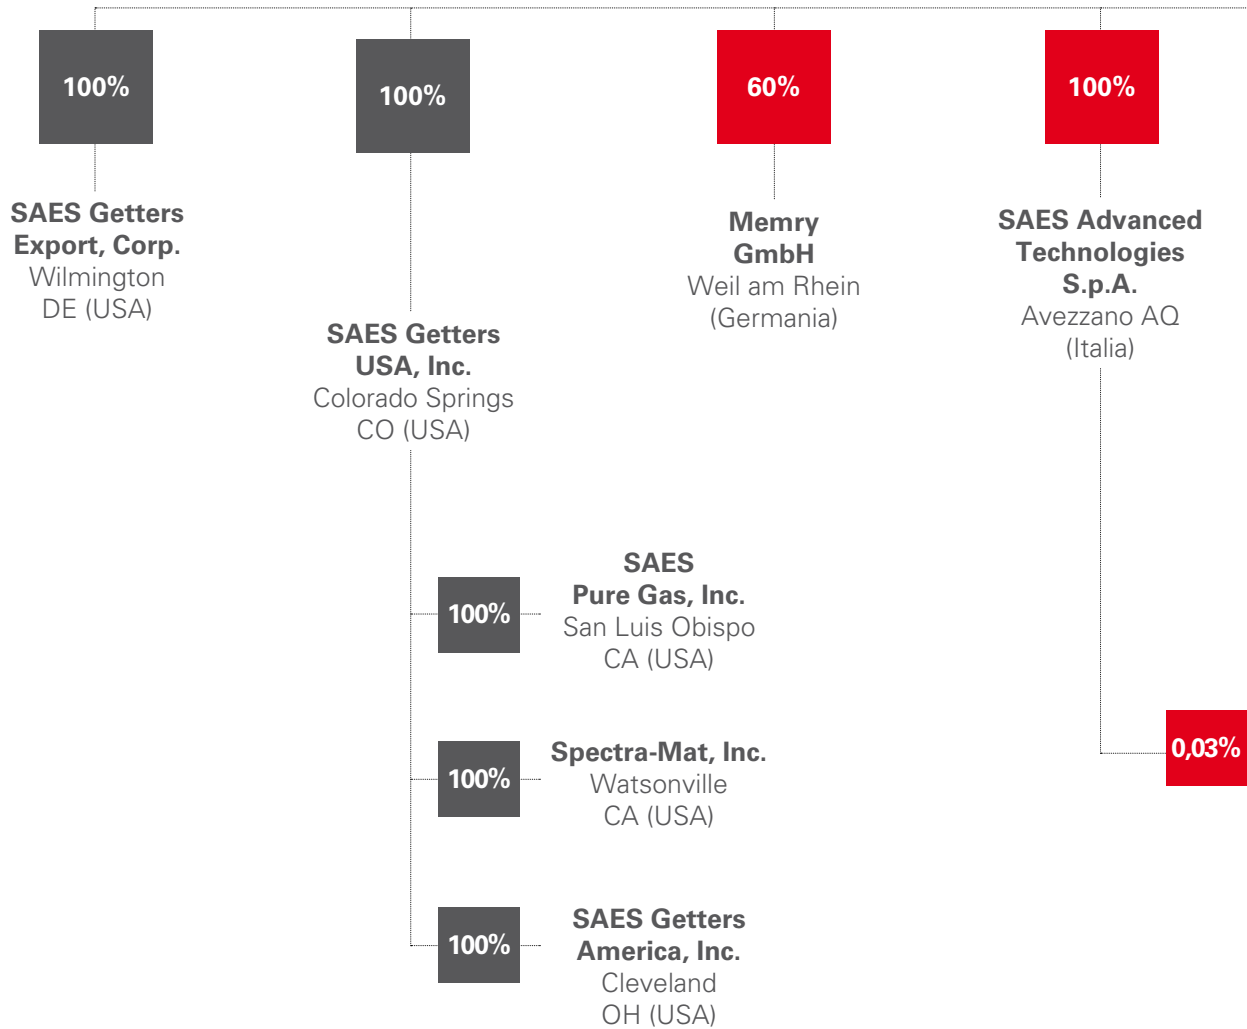 100%
SAES Getters
Export, Corp.
Wilmington
DE (USA)
100%
SAES Getters
USA, Inc.
Colorado Springs
CO (USA)
100%
SAES
Pure Gas, Inc.
San Luis Obispo
CA (USA)
100%
Spectra-Mat, Inc.
Watsonville
CA (USA)
100%
SAES Getters
America, Inc.
Cleveland
OH (USA)
60%
Memry
GmbH
Weil am Rhein
(Germania)
100%
SAES Advanced
Technologies
S.p.A.
Avezzano AQ
(Italia)
0,03%